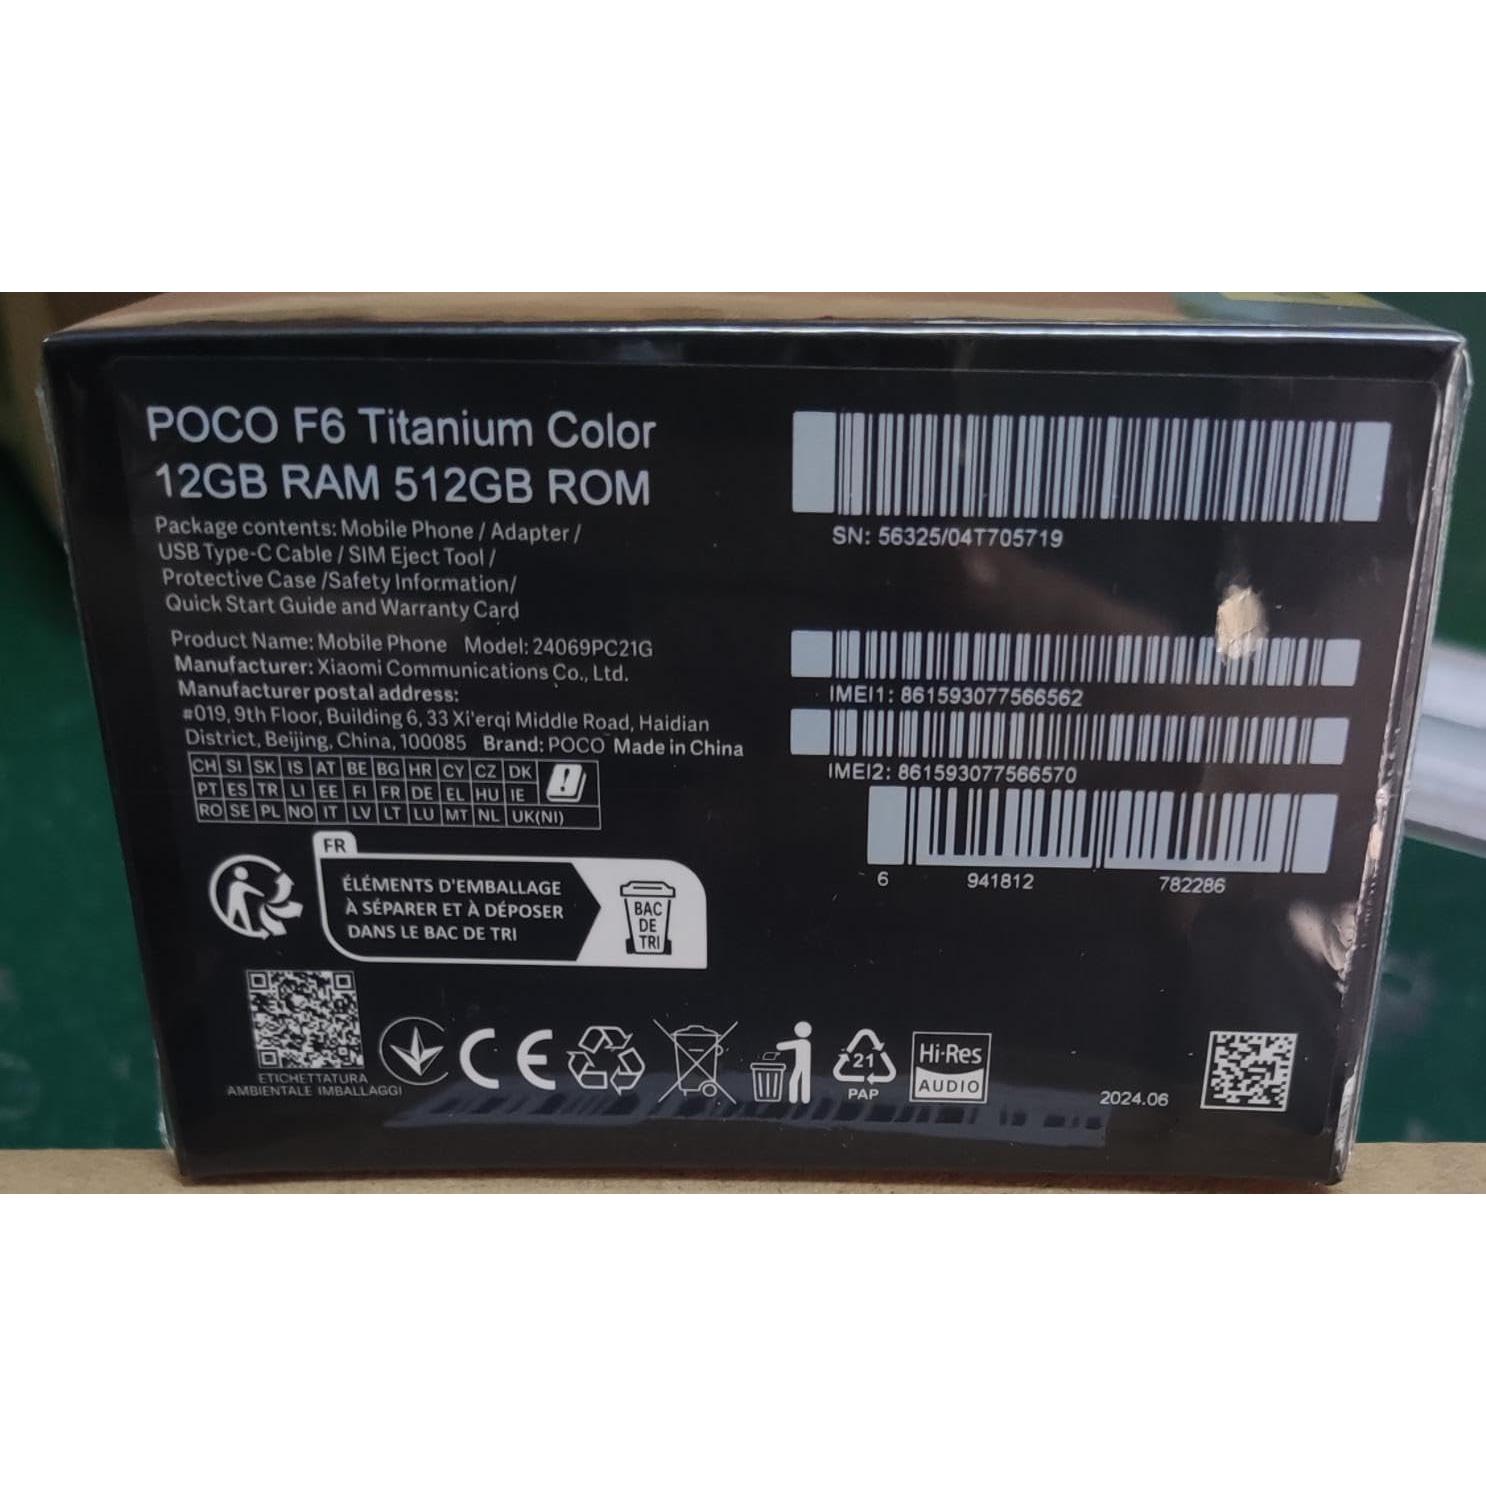 POCO F6 Titanium Color
12GB RAM 512GB ROM
Package contents: Mobile Phone / Adapter /
USB Type-C Cable / SIM Eject Tool /
Protective Case /Safety Information/
Quick Start Guide and Warranty Card
Product Name: Mobile Phone Model: 24069PC21G
Manufacturer: Xiaomi Communications Co., Ltd.
Manufacturer postal address:
#019, 9th Floor, Building 6, 33 Xi'erqi Middle Road, Haidian
District, Beijing, China, 100085 Brand: POCO Made in China
CH SI SK IS AT BE BG HR CY CZ DK
PT ES TR LI EE FI FR DE EL HU IE
RO SE PL NO IT LV LT LU MT NL UK(NI)
FR
ÉLÉMENTS D'EMBALLAGE
À SÉPARER ET À DÉPOSER
DANS LE BAC DE TRI
BAC
DE
TRI
ETICHETTATURA
AMBIENTALE IMBALLAGGI
CE
21
PAP
Hi-Res
AUDIO
SN: 56325/04T705719
IMEI1: 861593077566562
IMEI2: 861593077566570
6 941812 782286
2024.06